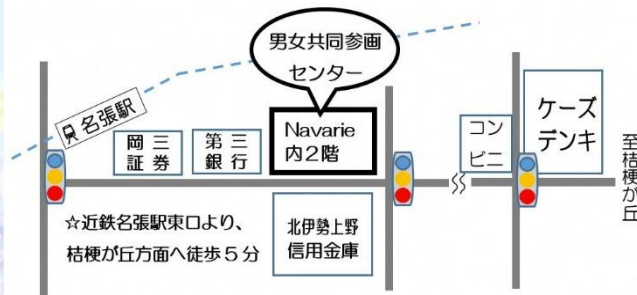 男女共同参画
センター
名張駅
岡三
証券
第三
銀行
Navarie
内2階
コン
ビニ
ケーズ
デンキ
至桔梗が丘
☆近鉄名張駅東口より、
桔梗が丘方面へ徒歩5分
北伊勢上野
信用金庫